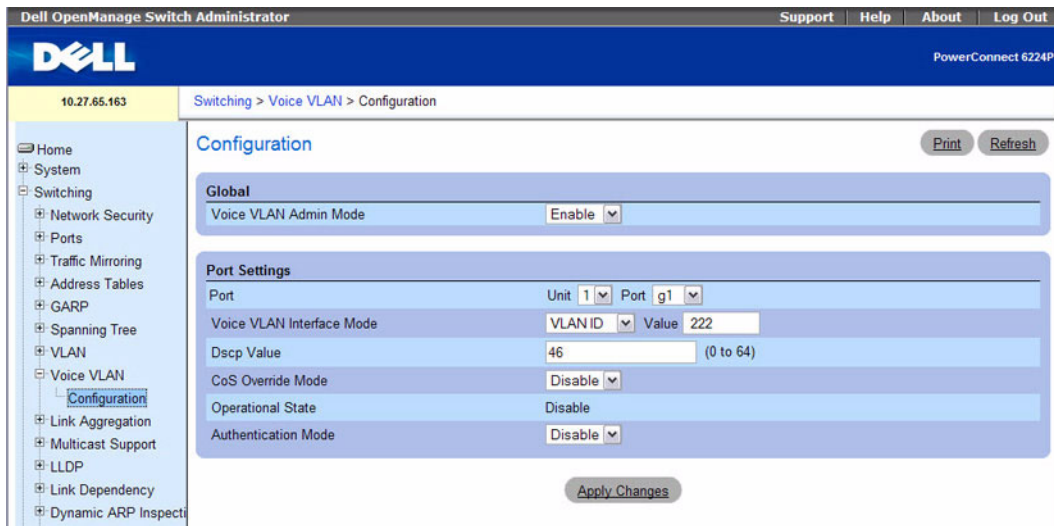 Dell OpenManage Switch Administrator Support Help About Log Out
DELL
PowerConnect 6224P
10.27.65.163
Switching > Voice VLAN > Configuration
Home
System
Switching
Network Security
Ports
Traffic Mirroring
Address Tables
GARP
Spanning Tree
VLAN
Voice VLAN
Configuration
Link Aggregation
Multicast Support
LLDP
Link Dependency
Dynamic ARP Inspecti
Configuration
Print Refresh
Global
Voice VLAN Admin Mode Enable
Port Settings
Port Unit 1 Port g1
Voice VLAN Interface Mode VLAN ID Value 222
Dscp Value 46 (0 to 64)
CoS Override Mode Disable
Operational State Disable
Authentication Mode Disable
Apply Changes